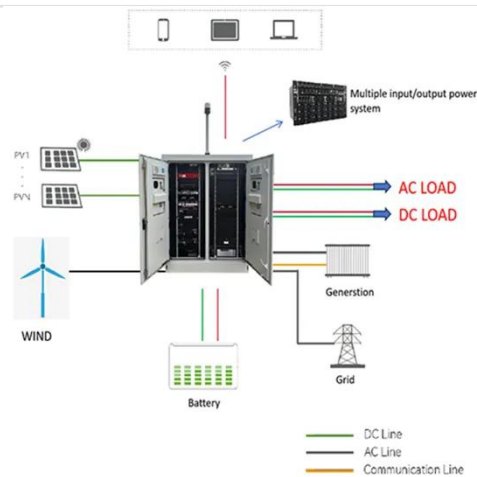 Multiple input/output power
system
PV1
PVN
AC LOAD
DC LOAD
WIND
Generstion
Battery
Grid
DC Line
AC Line
Communication Line